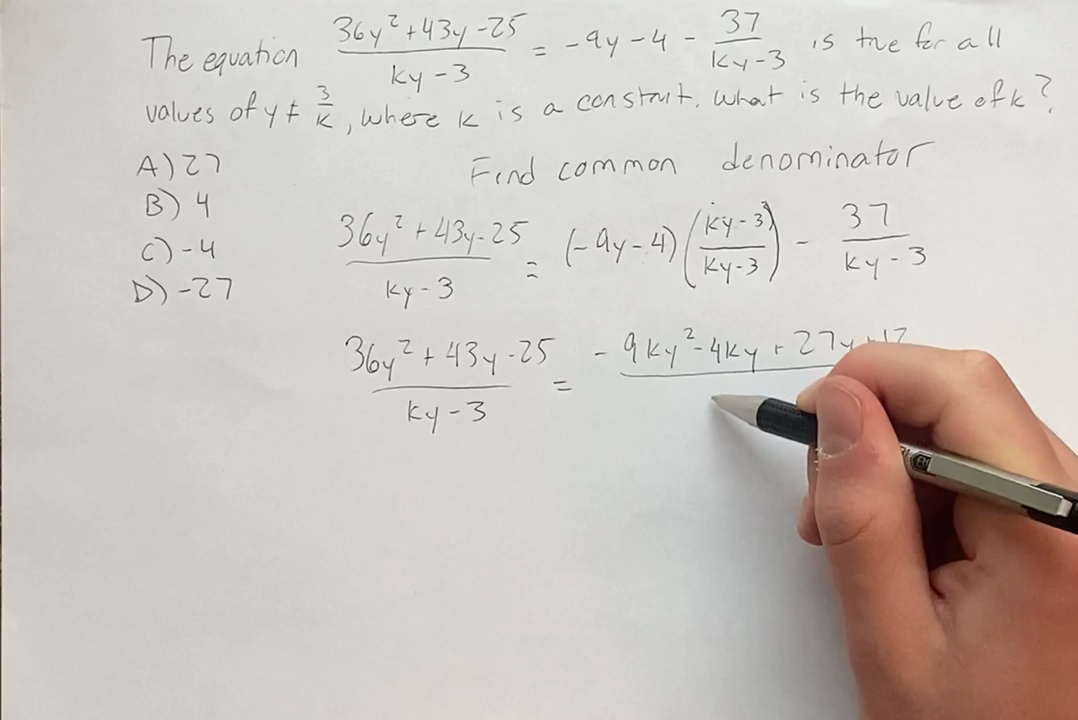 The equation (36y²+43y-25)/(ky-3) = -9y-4 - 37/(ky-3) is true for all
values of y ≠ 3/k, where k is a constant. What is the value of k?
A) 27
B) 4
C) -4
D) -27
Find common denominator
(36y²+43y-25)/(ky-3) = (-9y-4)((ky-3)/(ky-3)) - 37/(ky-3)
(36y²+43y-25)/(ky-3) = -9ky²-4ky+27y+12